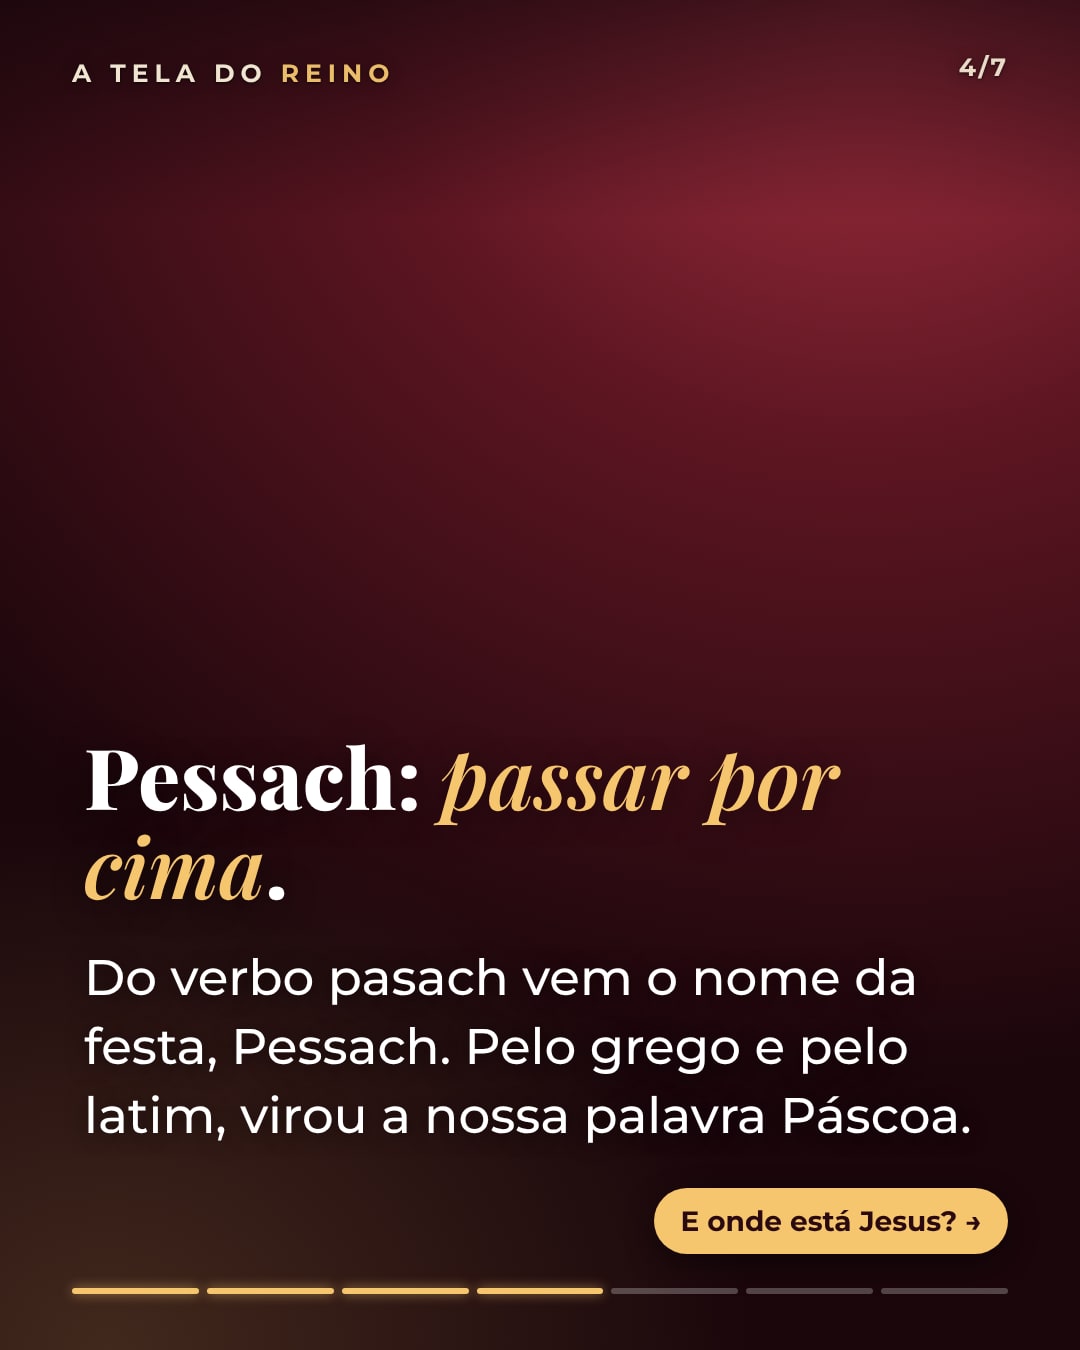 A TELA DO REINO
4/7
Pessach: passar por
cima.
Do verbo pasach vem o nome da
festa, Pessach. Pelo grego e pelo
latim, virou a nossa palavra Páscoa.
E onde está Jesus? →